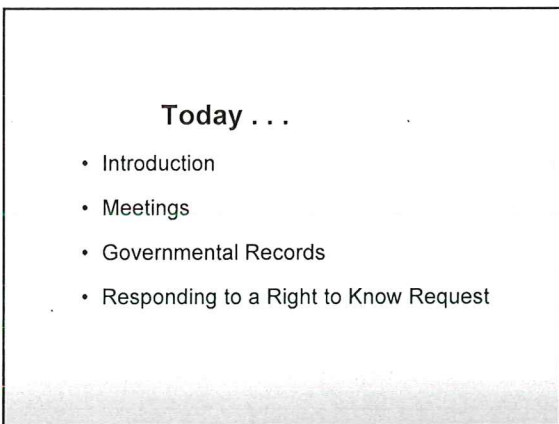 Today . . .
• Introduction
• Meetings
• Governmental Records
• Responding to a Right to Know Request